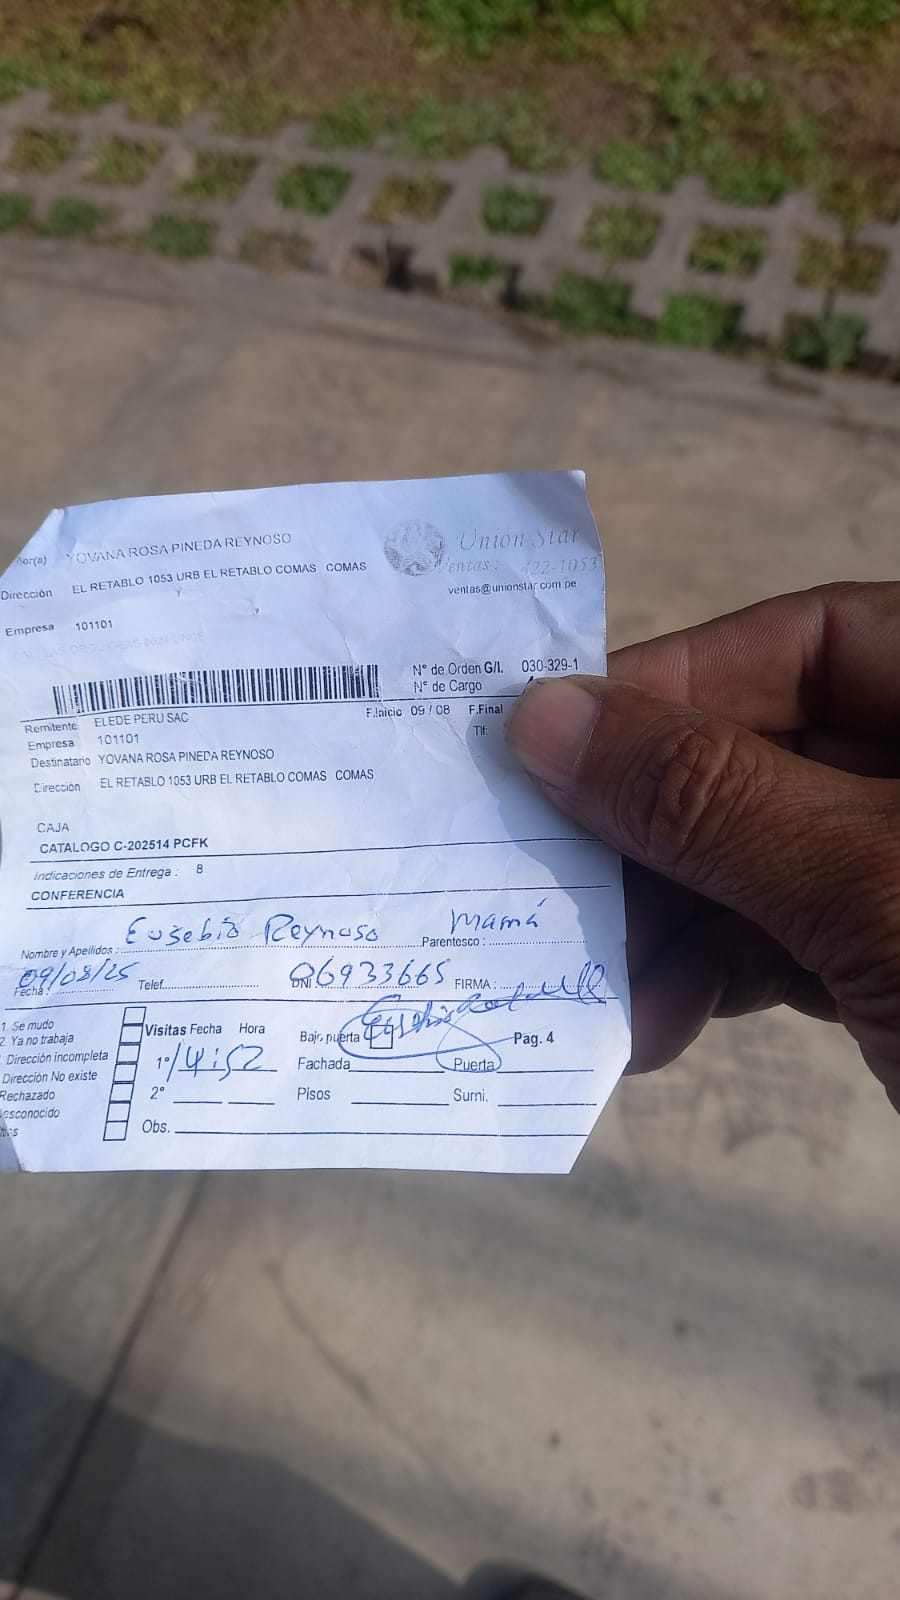 YOVANA ROSA PINEDA REYNOSO
Unión Star
Ventas : 422-1053
ventas@unionstar.com.pe
Dirección EL RETABLO 1053 URB EL RETABLO COMAS COMAS
Empresa 101101
N° de Orden G/I. 030-329-1
N° de Cargo
F.Inicio 09 / 08 F.Final
Tlf:
Remitente ELEDE PERU SAC
Empresa 101101
Destinatario YOVANA ROSA PINEDA REYNOSO
Dirección EL RETABLO 1053 URB EL RETABLO COMAS COMAS
CAJA
CATALOGO C-202514 PCFK
Indicaciones de Entrega : 8
CONFERENCIA
Nombre y Apellidos : Eusebia Reynoso Parentesco : Mamá
Fecha : 09/08/25 Telef. DNI 06933665 FIRMA :
1. Se mudo
2. Ya no trabaja
Dirección incompleta
Dirección No existe
Rechazado
Desconocido
Visitas Fecha Hora
1° 14:52
2°
Obs.
Bajo puerta
Pag. 4
Fachada Puerta
Pisos Sumi.